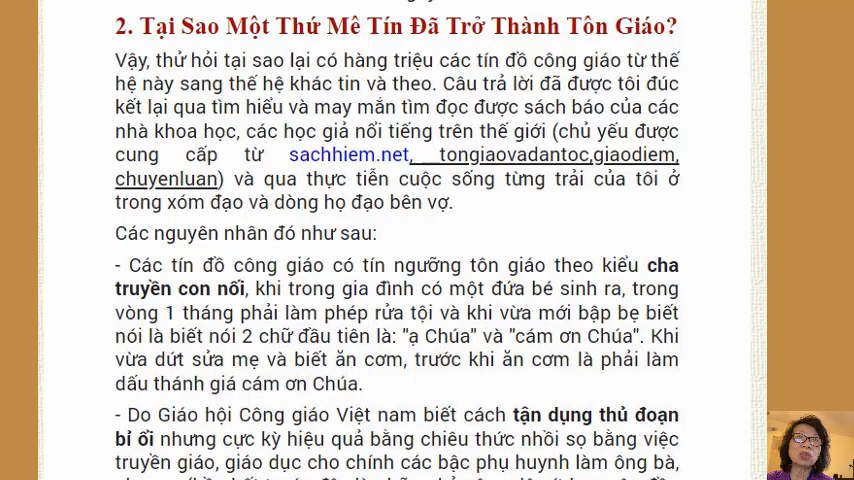 2. Tại Sao Một Thứ Mê Tín Đã Trở Thành Tôn Giáo?
Vậy, thử hỏi tại sao lại có hàng triệu các tín đồ công giáo từ thế
hệ này sang thế hệ khác tin và theo. Câu trả lời đã được tôi đúc
kết lại qua tìm hiểu và may mắn tìm đọc được sách báo của các
nhà khoa học, các học giả nổi tiếng trên thế giới (chủ yếu được
cung cấp từ sachhiem.net, tongiaovadantoc,giaodiem,
chuyenluan) và qua thực tiễn cuộc sống từng trải của tôi ở
trong xóm đạo và dòng họ đạo bên vợ.
Các nguyên nhân đó như sau:
- Các tín đồ công giáo có tín ngưỡng tôn giáo theo kiểu cha
truyền con nối, khi trong gia đình có một đứa bé sinh ra, trong
vòng 1 tháng phải làm phép rửa tội và khi vừa mới bập bẹ biết
nói là biết nói 2 chữ đầu tiên là: "ạ Chúa" và "cám ơn Chúa". Khi
vừa dứt sửa mẹ và biết ăn cơm, trước khi ăn cơm là phải làm
dấu thánh giá cám ơn Chúa.
- Do Giáo hội Công giáo Việt nam biết cách tận dụng thủ đoạn
bỉ ổi nhưng cực kỳ hiệu quả bằng chiêu thức nhồi sọ bằng việc
truyền giáo, giáo dục cho chính các bậc phụ huynh làm ông bà,